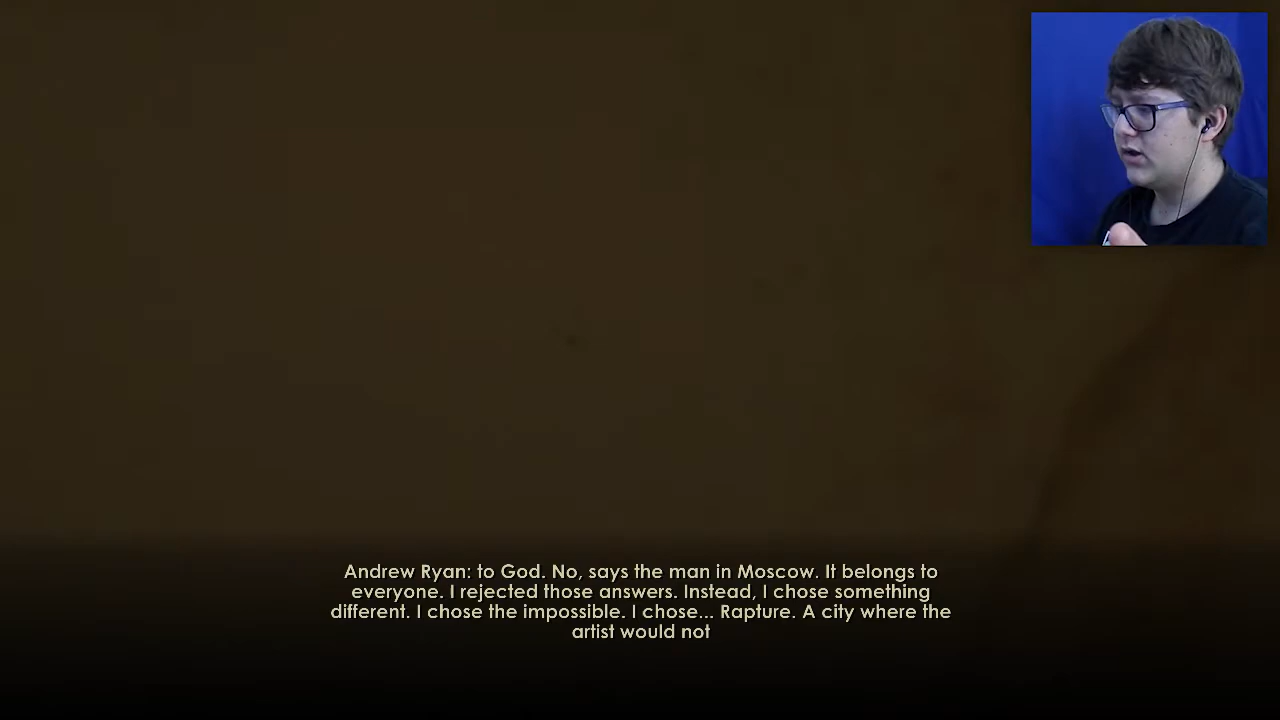 Andrew Ryan: to God. No, says the man in Moscow. It belongs to
everyone. I rejected those answers. Instead, I chose something
different. I chose the impossible. I chose... Rapture. A city where the
artist would not